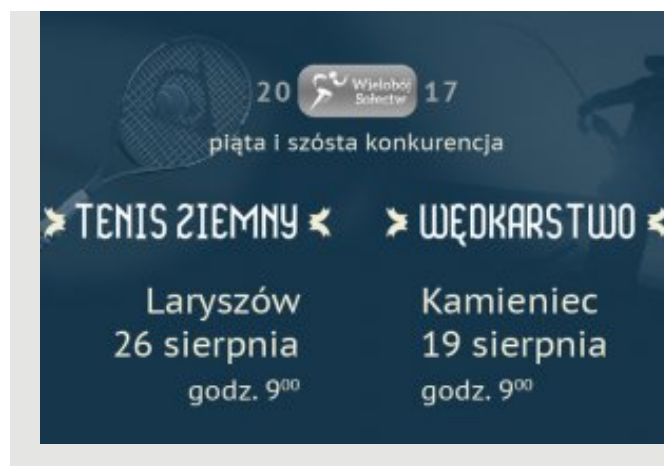 20 Wielobój Sołectw 17
piąta i szósta konkurencja
TENIS ZIEMNY
WĘDKARSTWO
Laryszów
26 sierpnia
godz. 9⁰⁰
Kamieniec
19 sierpnia
godz. 9⁰⁰